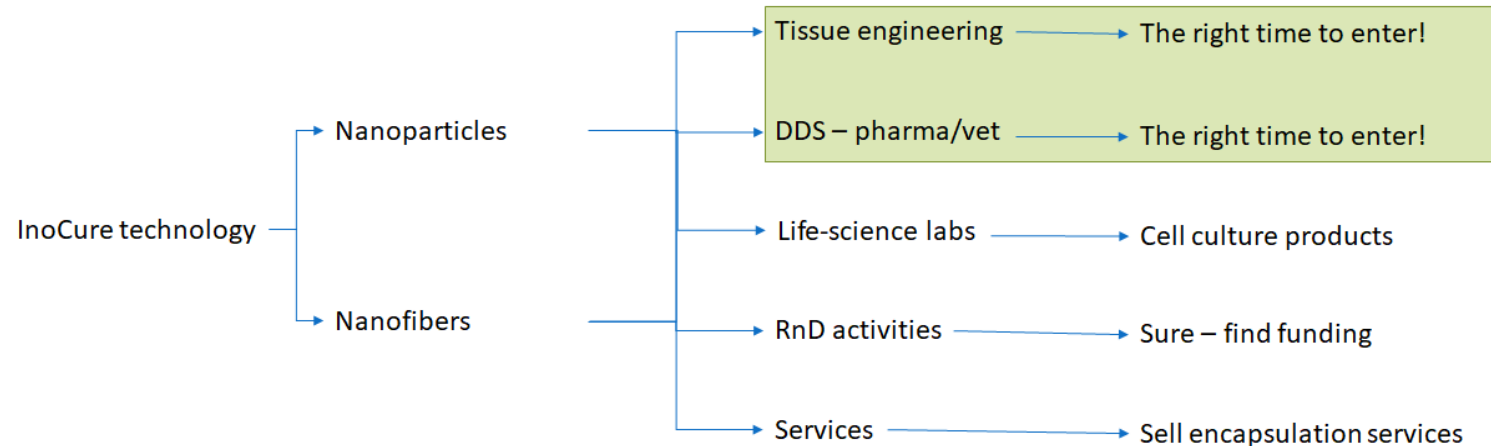 Tissue engineering
The right time to enter!
Nanoparticles
DDS – pharma/vet
The right time to enter!
InoCure technology
Life-science labs
Cell culture products
Nanofibers
RnD activities
Sure – find funding
Services
Sell encapsulation services